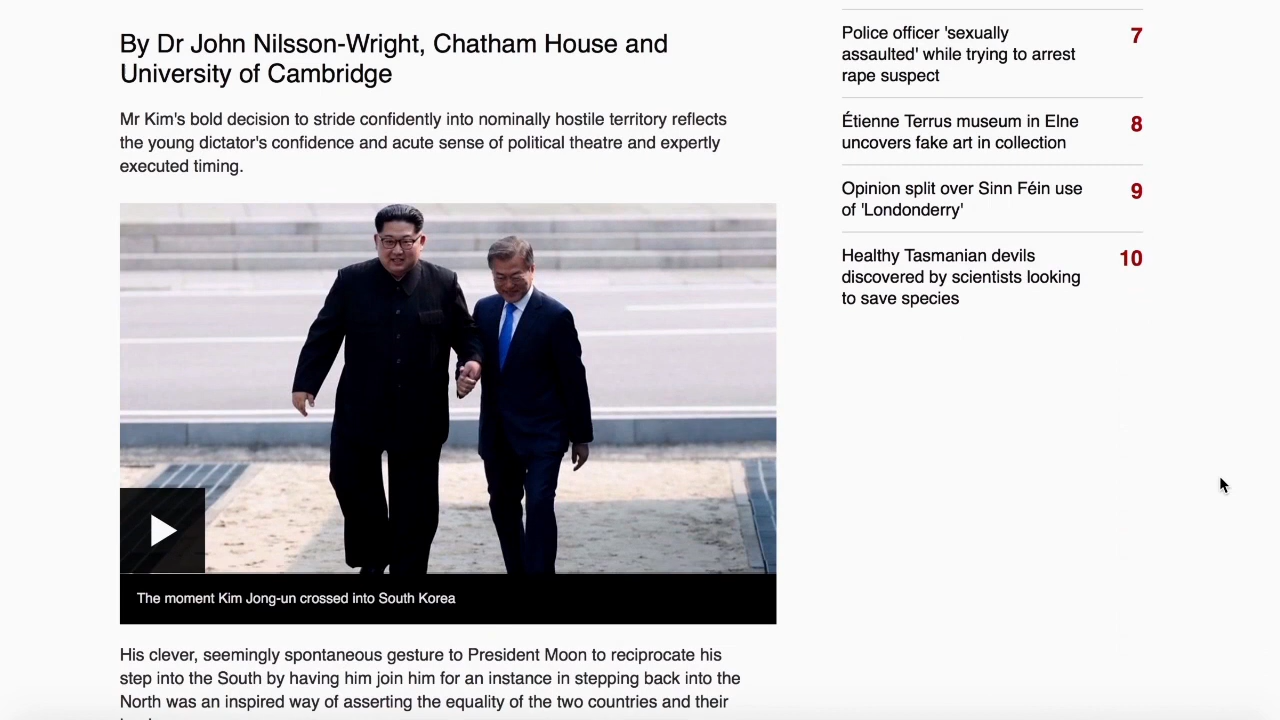 By Dr John Nilsson-Wright, Chatham House and
University of Cambridge
Mr Kim's bold decision to stride confidently into nominally hostile territory reflects
the young dictator's confidence and acute sense of political theatre and expertly
executed timing.
The moment Kim Jong-un crossed into South Korea
His clever, seemingly spontaneous gesture to President Moon to reciprocate his
step into the South by having him join him for an instance in stepping back into the
North was an inspired way of asserting the equality of the two countries and their
Police officer 'sexually
assaulted' while trying to arrest
rape suspect
7
Étienne Terrus museum in Elne
uncovers fake art in collection
8
Opinion split over Sinn Féin use
of 'Londonderry'
9
Healthy Tasmanian devils
discovered by scientists looking
to save species
10